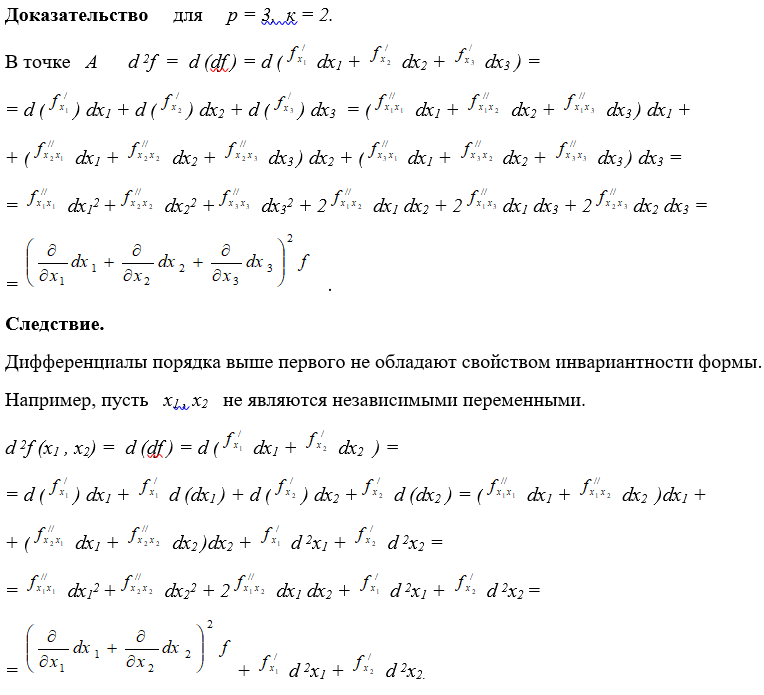 Доказательство для p = 3, к = 2.
В точке A d²f = d (df) = d ( f′ₓ₁ dx₁ + f′ₓ₂ dx₂ + f′ₓ₃ dx₃ ) =
= d ( f′ₓ₁ ) dx₁ + d ( f′ₓ₂ ) dx₂ + d ( f′ₓ₃ ) dx₃ = ( f″ₓ₁ₓ₁ dx₁ + f″ₓ₁ₓ₂ dx₂ + f″ₓ₁ₓ₃ dx₃ ) dx₁ +
+ ( f″ₓ₂ₓ₁ dx₁ + f″ₓ₂ₓ₂ dx₂ + f″ₓ₂ₓ₃ dx₃ ) dx₂ + ( f″ₓ₃ₓ₁ dx₁ + f″ₓ₃ₓ₂ dx₂ + f″ₓ₃ₓ₃ dx₃ ) dx₃ =
= f″ₓ₁ₓ₁ dx₁² + f″ₓ₂ₓ₂ dx₂² + f″ₓ₃ₓ₃ dx₃² + 2 f″ₓ₁ₓ₂ dx₁ dx₂ + 2 f″ₓ₁ₓ₃ dx₁ dx₃ + 2 f″ₓ₂ₓ₃ dx₂ dx₃ =
= ( ∂/∂x₁ dx₁ + ∂/∂x₂ dx₂ + ∂/∂x₃ dx₃ )² f .
Следствие.
Дифференциалы порядка выше первого не обладают свойством инвариантности формы.
Например, пусть x₁, x₂ не являются независимыми переменными.
d²f (x₁ , x₂) = d (df) = d ( f′ₓ₁ dx₁ + f′ₓ₂ dx₂ ) =
= d ( f′ₓ₁ ) dx₁ + f′ₓ₁ d (dx₁) + d ( f′ₓ₂ ) dx₂ + f′ₓ₂ d (dx₂) = ( f″ₓ₁ₓ₁ dx₁ + f″ₓ₁ₓ₂ dx₂ )dx₁ +
+ ( f″ₓ₂ₓ₁ dx₁ + f″ₓ₂ₓ₂ dx₂ )dx₂ + f′ₓ₁ d²x₁ + f′ₓ₂ d²x₂ =
= f″ₓ₁ₓ₁ dx₁² + f″ₓ₂ₓ₂ dx₂² + 2 f″ₓ₁ₓ₂ dx₁ dx₂ + f′ₓ₁ d²x₁ + f′ₓ₂ d²x₂ =
= ( ∂/∂x₁ dx₁ + ∂/∂x₂ dx₂ )² f + f′ₓ₁ d²x₁ + f′ₓ₂ d²x₂.